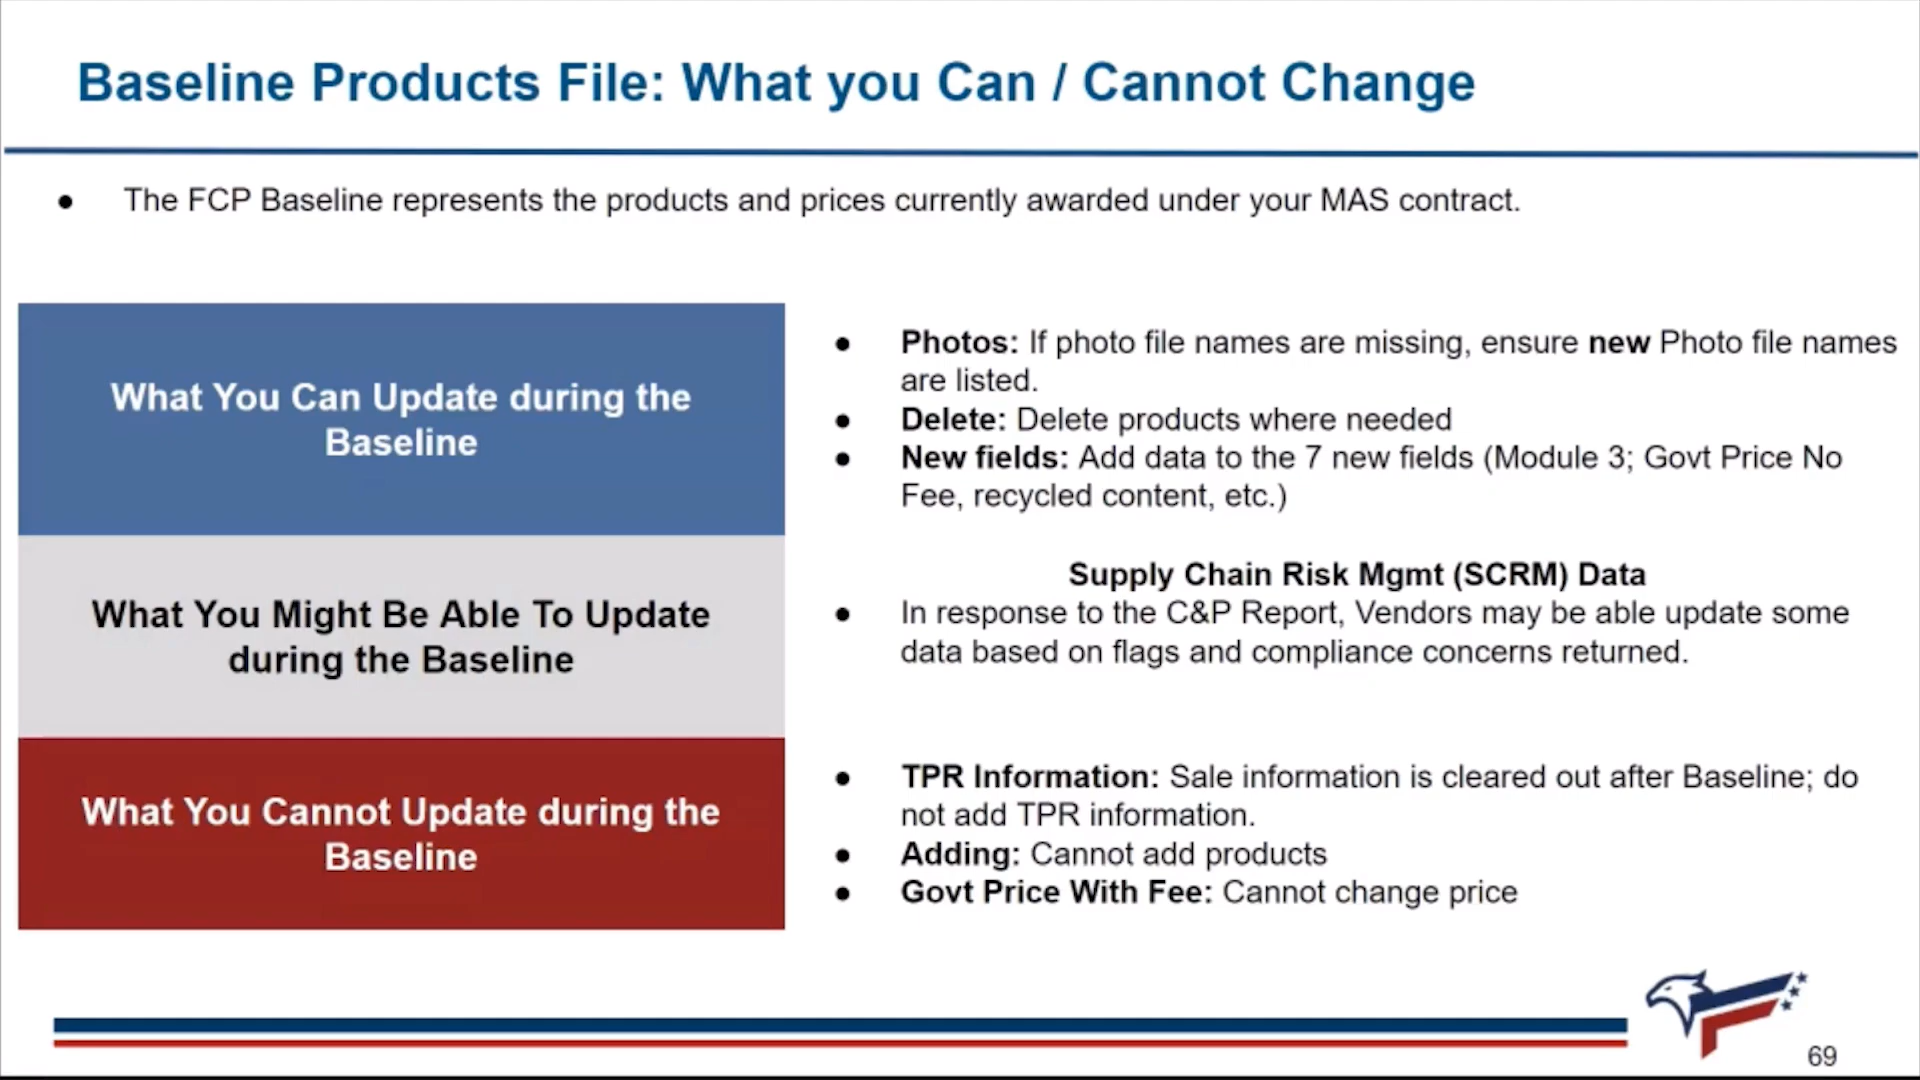 Baseline Products File: What you Can / Cannot Change
● The FCP Baseline represents the products and prices currently awarded under your MAS contract.
What You Can Update during the
Baseline
● Photos: If photo file names are missing, ensure new Photo file names
are listed.
● Delete: Delete products where needed
● New fields: Add data to the 7 new fields (Module 3; Govt Price No
Fee, recycled content, etc.)
What You Might Be Able To Update
during the Baseline
Supply Chain Risk Mgmt (SCRM) Data
● In response to the C&P Report, Vendors may be able update some
data based on flags and compliance concerns returned.
What You Cannot Update during the
Baseline
● TPR Information: Sale information is cleared out after Baseline; do
not add TPR information.
● Adding: Cannot add products
● Govt Price With Fee: Cannot change price
69